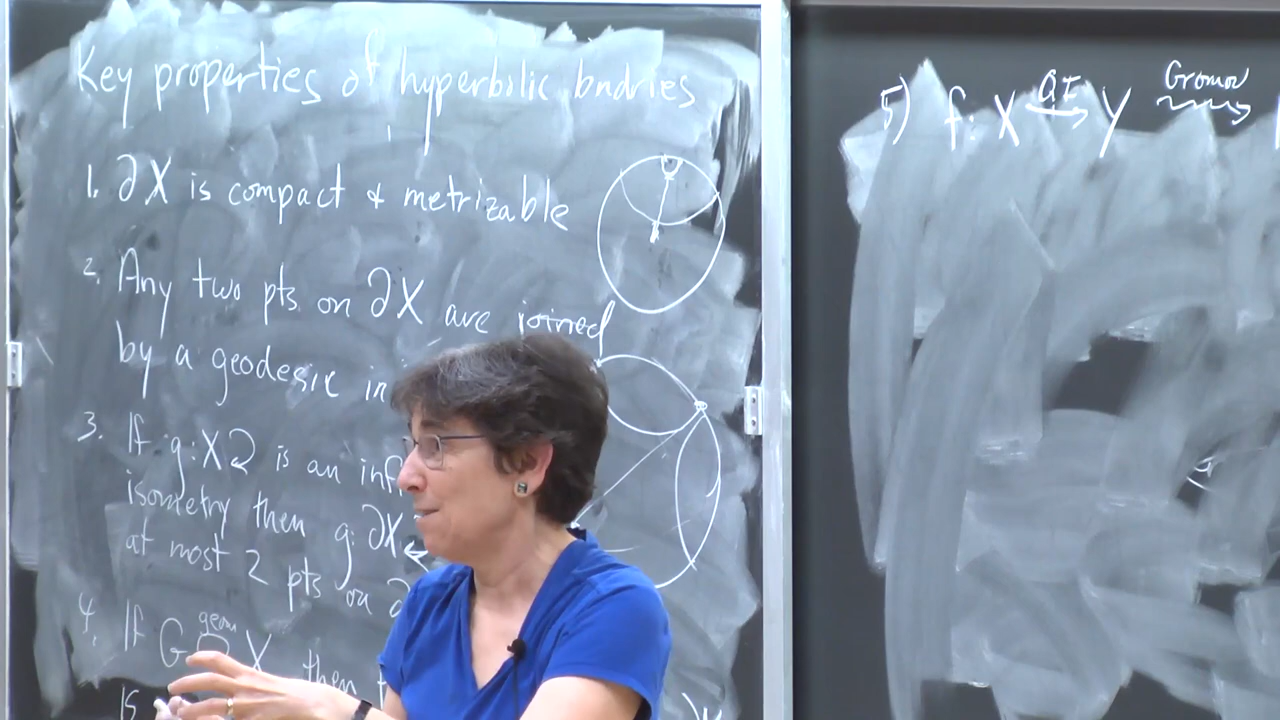 Key properties of hyperbolic bndries
1. ∂X is compact & metrizable
2. Any two pts on ∂X are joined
by a geodesic in
3. If g: X↺ is an inf
isometry then g: ∂X
at most 2 pts on ∂
4. If G geom X then
is
5) f: X QE→ Y Gromov ⇝